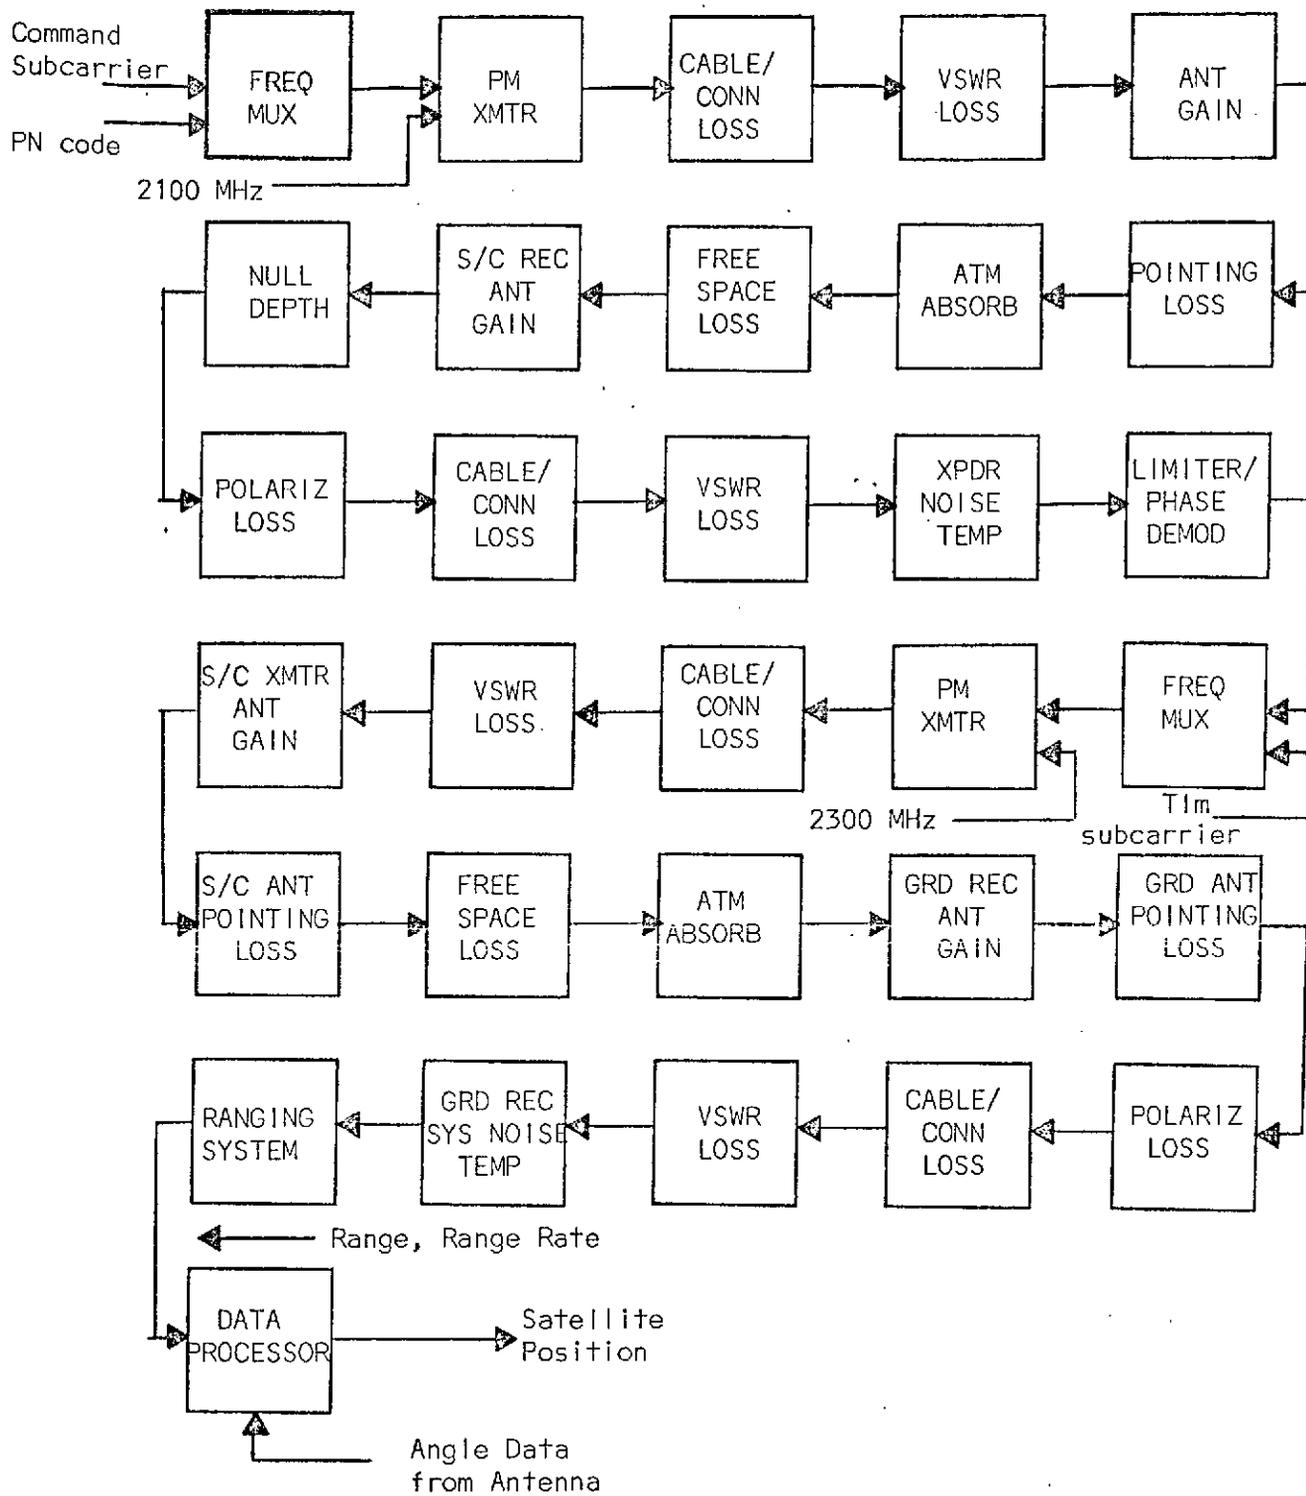 Command
Subcarrier
PN code
FREQ
MUX
PM
XMTR
CABLE/
CONN
LOSS
VSWR
LOSS
ANT
GAIN
2100 MHz
NULL
DEPTH
S/C REC
ANT
GAIN
FREE
SPACE
LOSS
ATM
ABSORB
POINTING
LOSS
POLARIZ
LOSS
CABLE/
CONN
LOSS
VSWR
LOSS
XPDR
NOISE
TEMP
LIMITER/
PHASE
DEMOD
S/C XMTR
ANT
GAIN
VSWR
LOSS
CABLE/
CONN
LOSS
PM
XMTR
FREQ
MUX
2300 MHz
Tlm
subcarrier
S/C ANT
POINTING
LOSS
FREE
SPACE
LOSS
ATM
ABSORB
GRD REC
ANT
GAIN
GRD ANT
POINTING
LOSS
RANGING
SYSTEM
GRD REC
SYS NOISE
TEMP
VSWR
LOSS
CABLE/
CONN
LOSS
POLARIZ
LOSS
Range, Range Rate
DATA
PROCESSOR
Satellite
Position
Angle Data
from Antenna